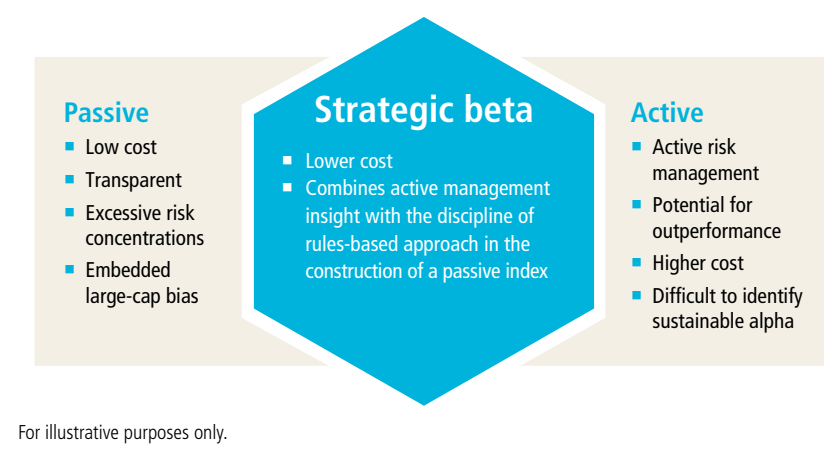 Passive
Low cost
Transparent
Excessive risk
concentrations
Embedded
large-cap bias
Strategic beta
Lower cost
Combines active management
insight with the discipline of
rules-based approach in the
construction of a passive index
Active
Active risk
management
Potential for
outperformance
Higher cost
Difficult to identify
sustainable alpha
For illustrative purposes only.